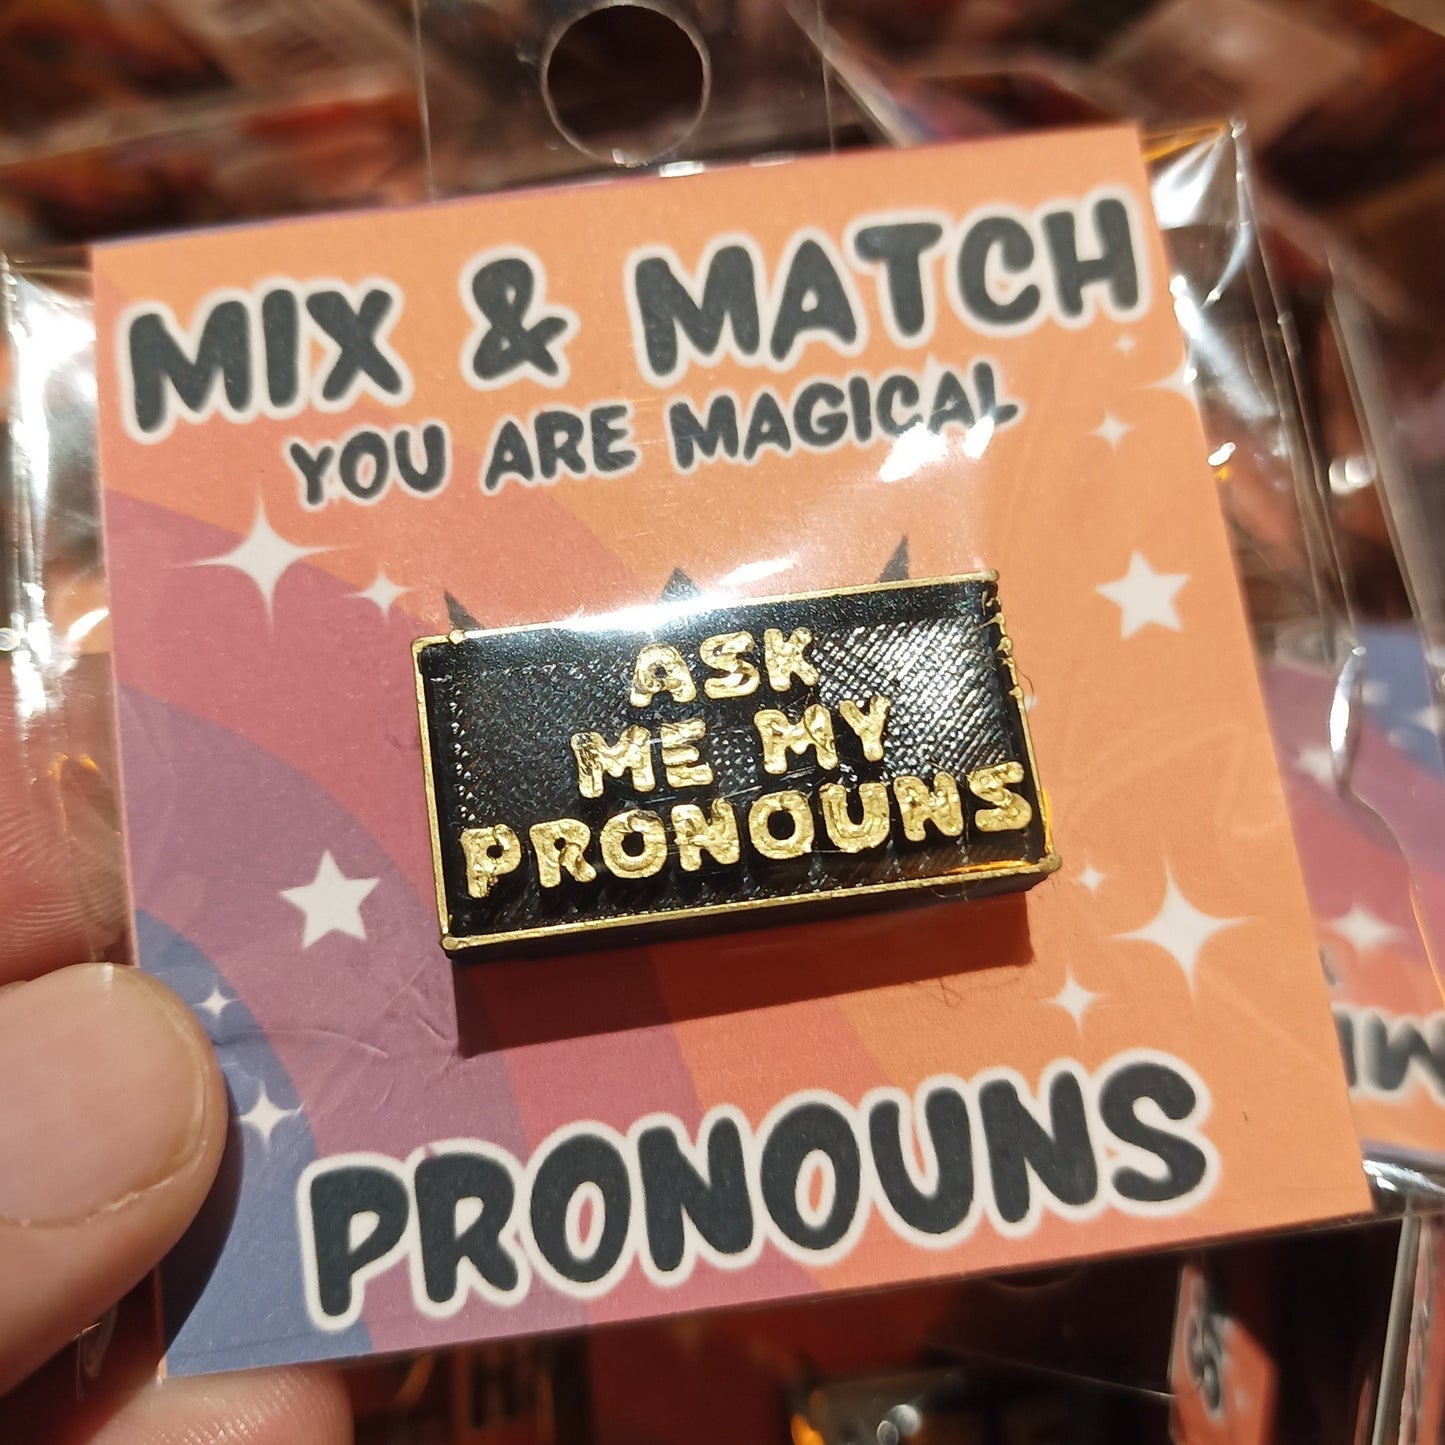 MIX & MATCH
YOU ARE MAGICAL
ASK
ME MY
PRONOUNS
PRONOUNS